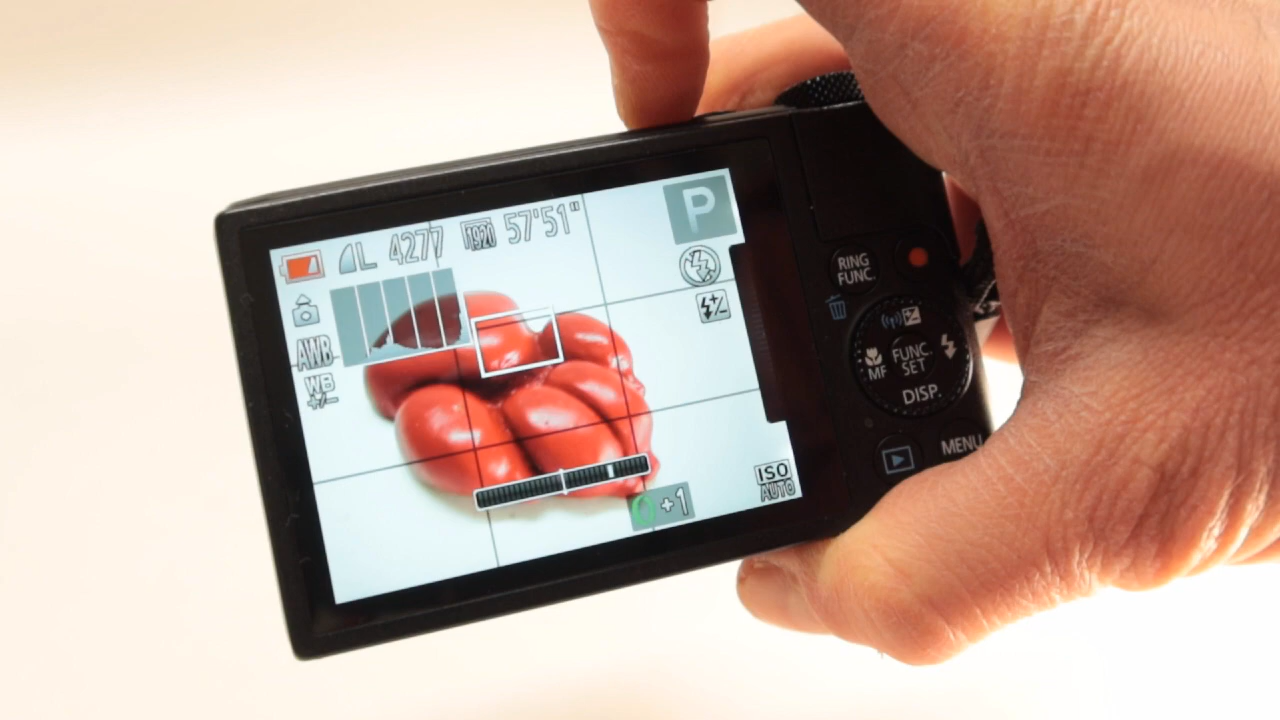 L 4277 1920 57'51"
P
AWB
WB
+/−
+1
ISO
AUTO
RING
FUNC.
MF
FUNC.
SET
DISP.
MENU